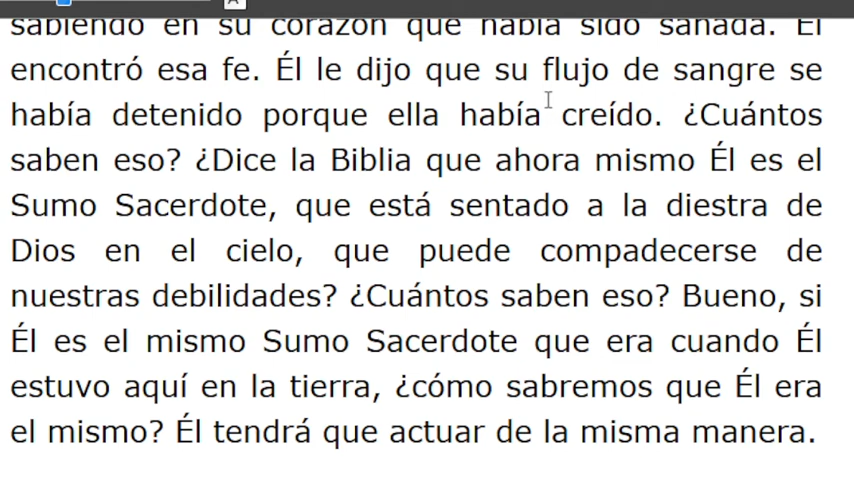 A
sabiendo en su corazón que había sido sanada. Él
encontró esa fe. Él le dijo que su flujo de sangre se
había detenido porque ella había creído. ¿Cuántos
saben eso? ¿Dice la Biblia que ahora mismo Él es el
Sumo Sacerdote, que está sentado a la diestra de
Dios en el cielo, que puede compadecerse de
nuestras debilidades? ¿Cuántos saben eso? Bueno, si
Él es el mismo Sumo Sacerdote que era cuando Él
estuvo aquí en la tierra, ¿cómo sabremos que Él era
el mismo? Él tendrá que actuar de la misma manera.